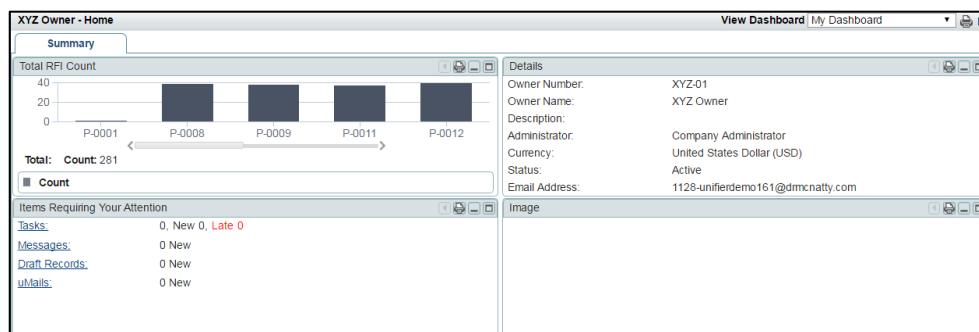 XYZ Owner - Home
View Dashboard My Dashboard
Summary
Total RFI Count
40
20
0
P-0001 P-0008 P-0009 P-0011 P-0012
Total: Count: 281
Count
Details
Owner Number: XYZ-01
Owner Name: XYZ Owner
Description:
Administrator: Company Administrator
Currency: United States Dollar (USD)
Status: Active
Email Address: 1128-unifierdemo161@drmcnatty.com
Items Requiring Your Attention
Tasks: 0, New 0, Late 0
Messages: 0 New
Draft Records: 0 New
uMails: 0 New
Image